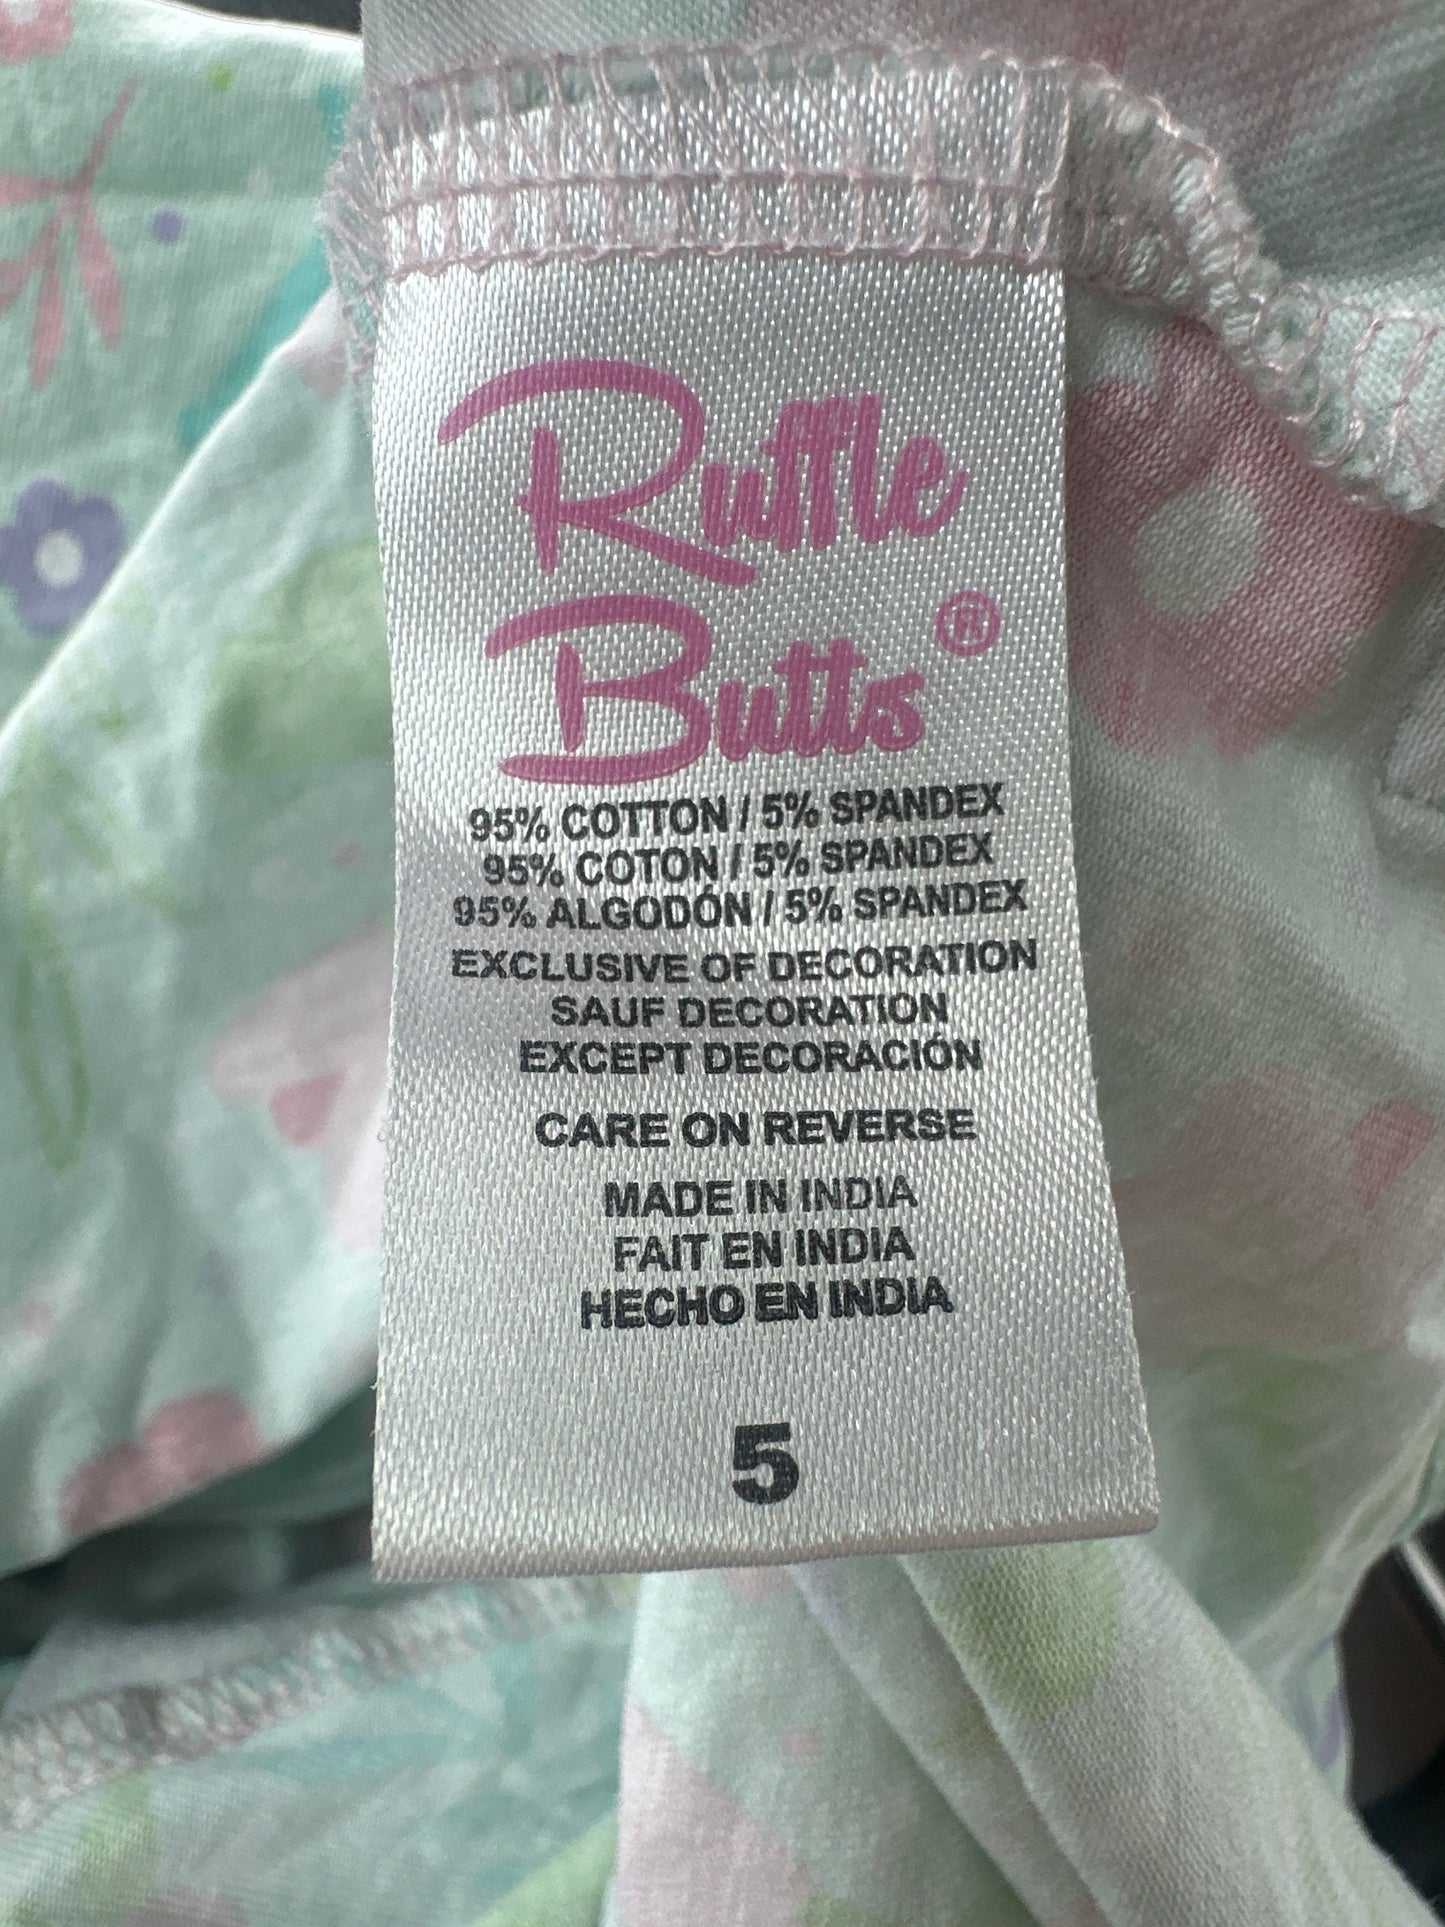 Ruffle
Butts®
95% COTTON / 5% SPANDEX
95% COTON / 5% SPANDEX
95% ALGODÓN / 5% SPANDEX
EXCLUSIVE OF DECORATION
SAUF DECORATION
EXCEPT DECORACIÓN
CARE ON REVERSE
MADE IN INDIA
FAIT EN INDIA
HECHO EN INDIA
5